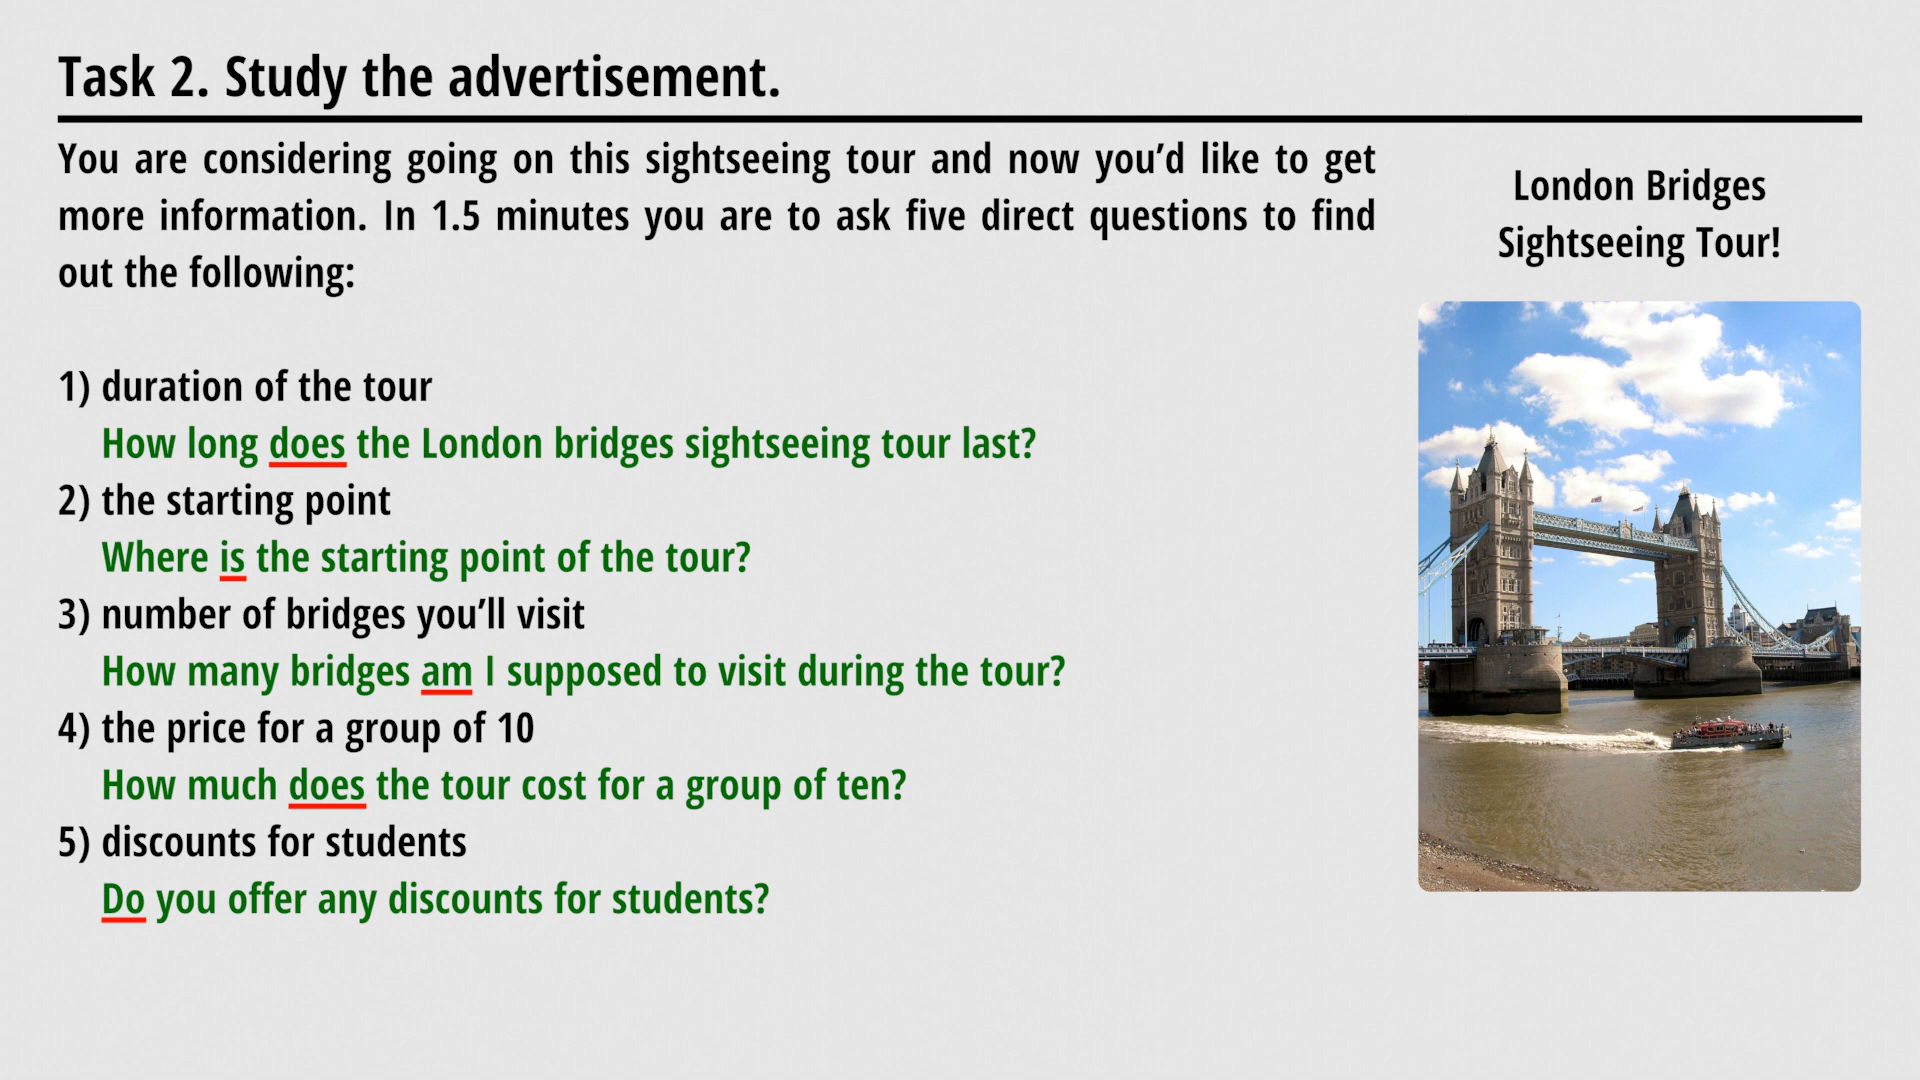 Task 2. Study the advertisement.
You are considering going on this sightseeing tour and now you’d like to get
more information. In 1.5 minutes you are to ask five direct questions to find
out the following:
1) duration of the tour
How long does the London bridges sightseeing tour last?
2) the starting point
Where is the starting point of the tour?
3) number of bridges you’ll visit
How many bridges am I supposed to visit during the tour?
4) the price for a group of 10
How much does the tour cost for a group of ten?
5) discounts for students
Do you offer any discounts for students?
London Bridges
Sightseeing Tour!